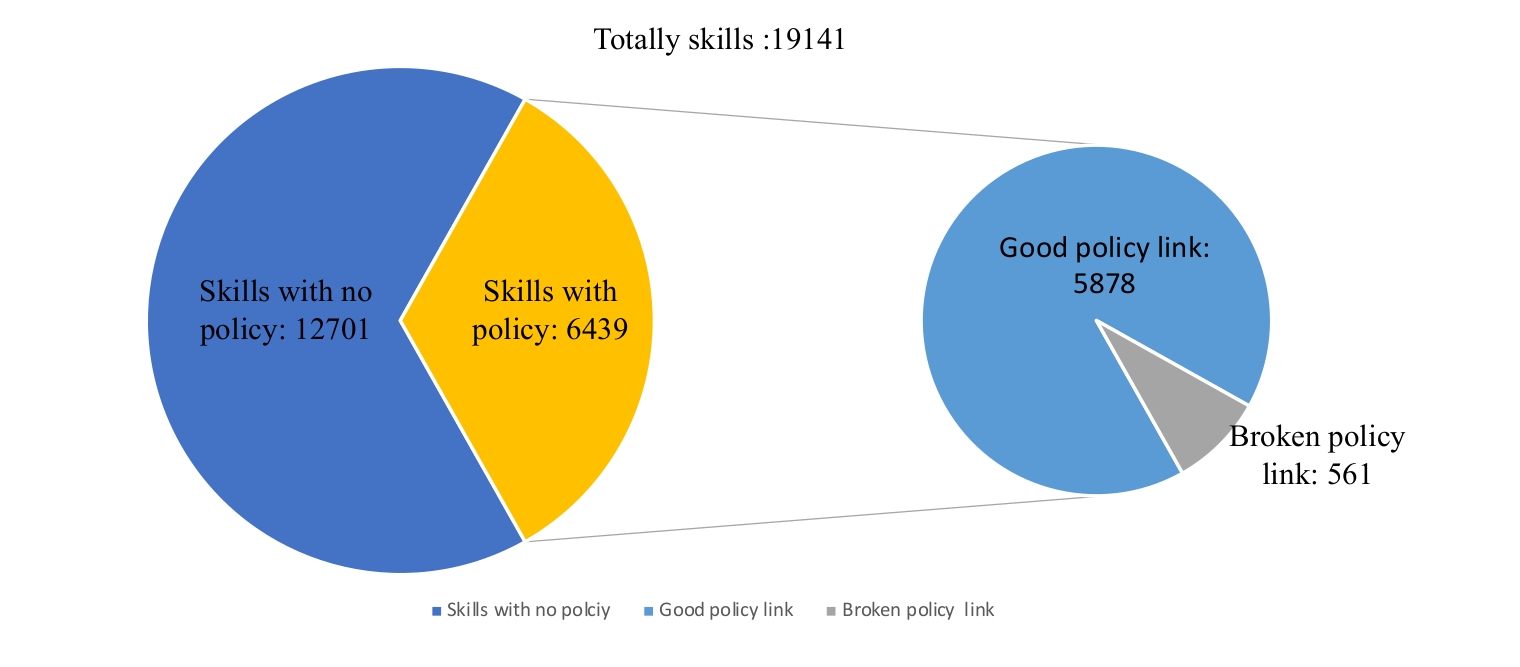 Totally skills :19141
Skills with no
policy: 12701
Skills with
policy: 6439
Good policy link:
5878
Broken policy
link: 561
Skills with no polciy
Good policy link
Broken policy  link